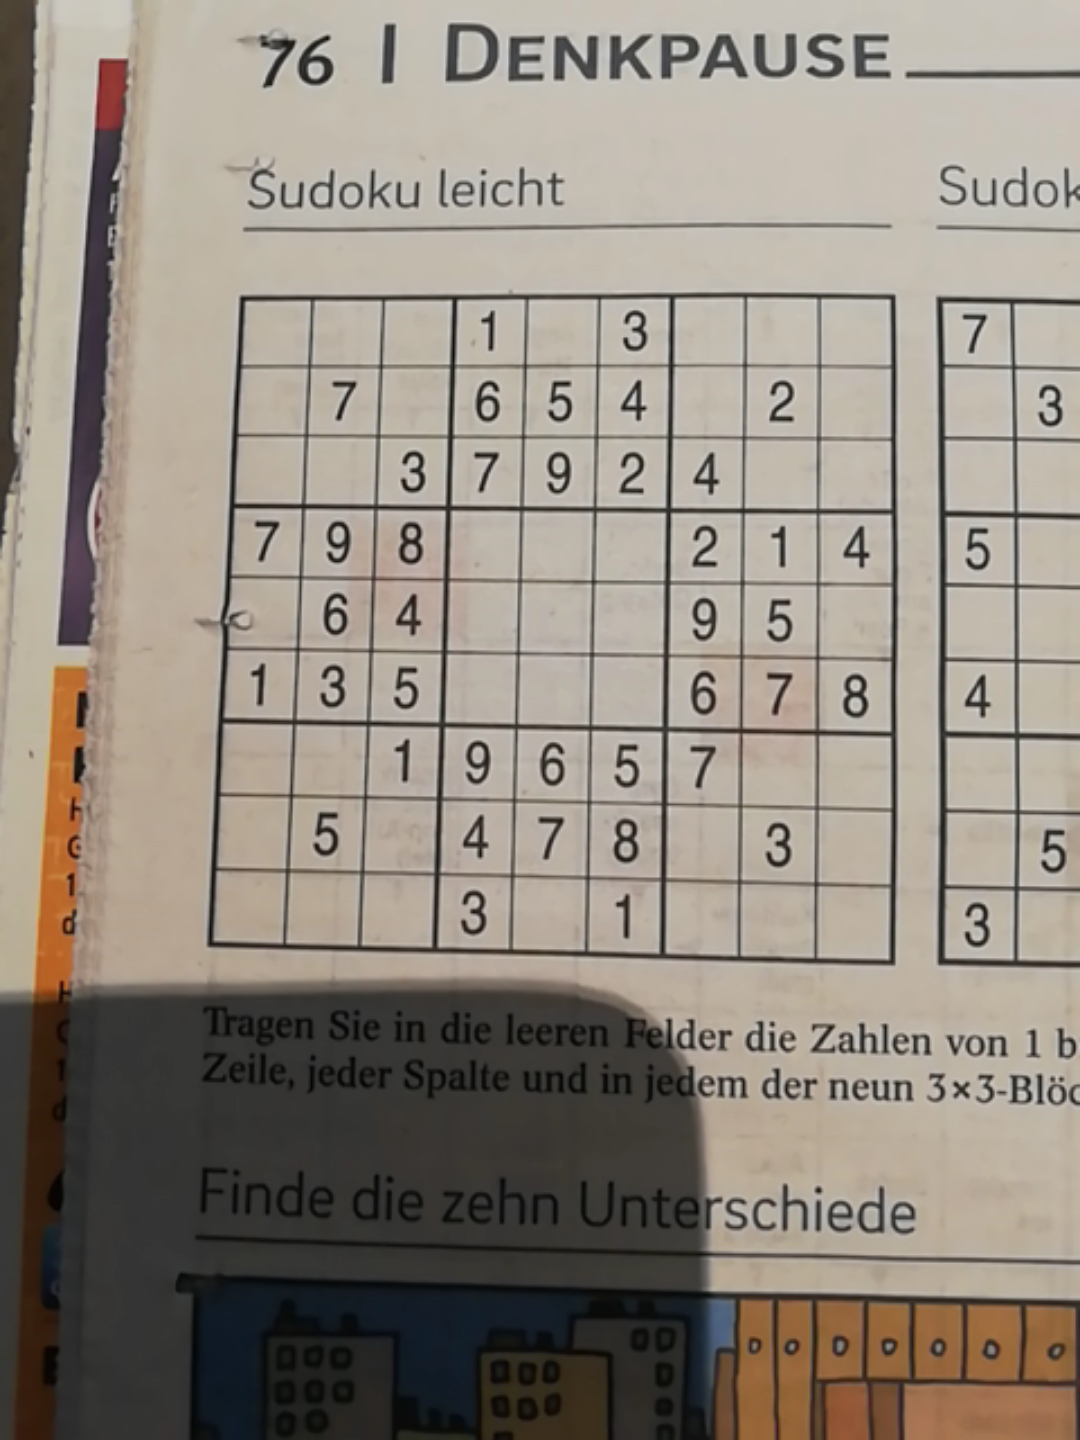 76 | DENKPAUSE
Sudoku leicht
Sudok
1 3
7 6 5 4 2
3 7 9 2 4
7 9 8 2 1 4
6 4 9 5
1 3 5 6 7 8
1 9 6 5 7
5 4 7 8 3
3 1
7
3
5
4
5
3
Tragen Sie in die leeren Felder die Zahlen von 1 b
Zeile, jeder Spalte und in jedem der neun 3×3-Blöc
Finde die zehn Unterschiede